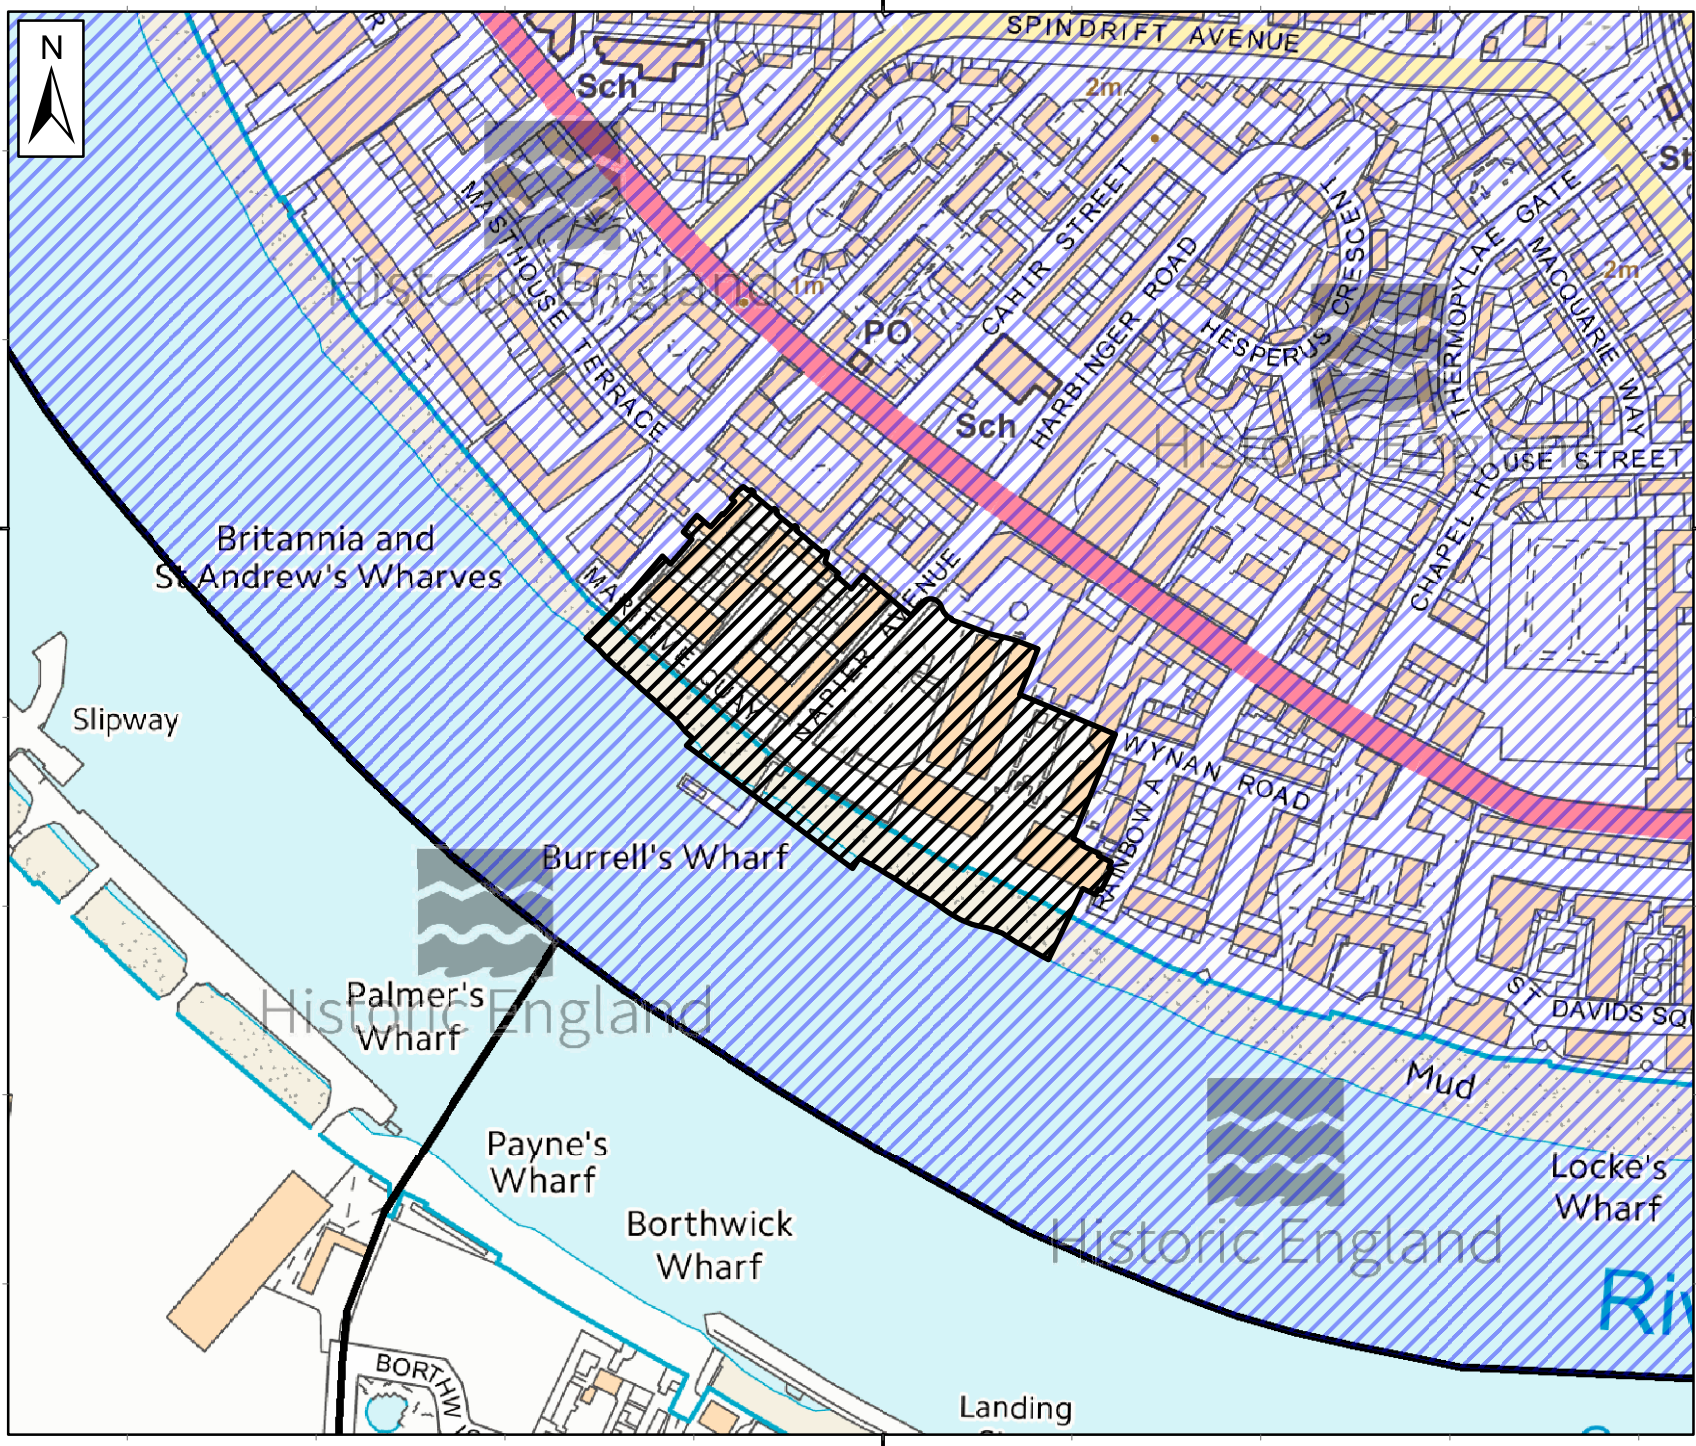 N
SPINDRIFT AVENUE
Sch
2m
St
MASTHOUSE TERRACE
Historic England
1m
PO
CAHIR STREET
HARBINGER ROAD
HESPERUS CRESCENT
THERMOPYLAE GATE
MACQUARIE WAY
2m
Sch
Historic England
CHAPEL HOUSE STREET
Britannia and
St Andrew's Wharves
MARITIME QUAY
NAPIER AVENUE
Slipway
WYNAN ROAD
RAINBOW A
Burrell's Wharf
Palmer's
Wharf
Historic England
ST DAVIDS SQU
Mud
Payne's
Wharf
Locke's
Wharf
Borthwick
Wharf
Historic England
Riv
BORTHW
Landing